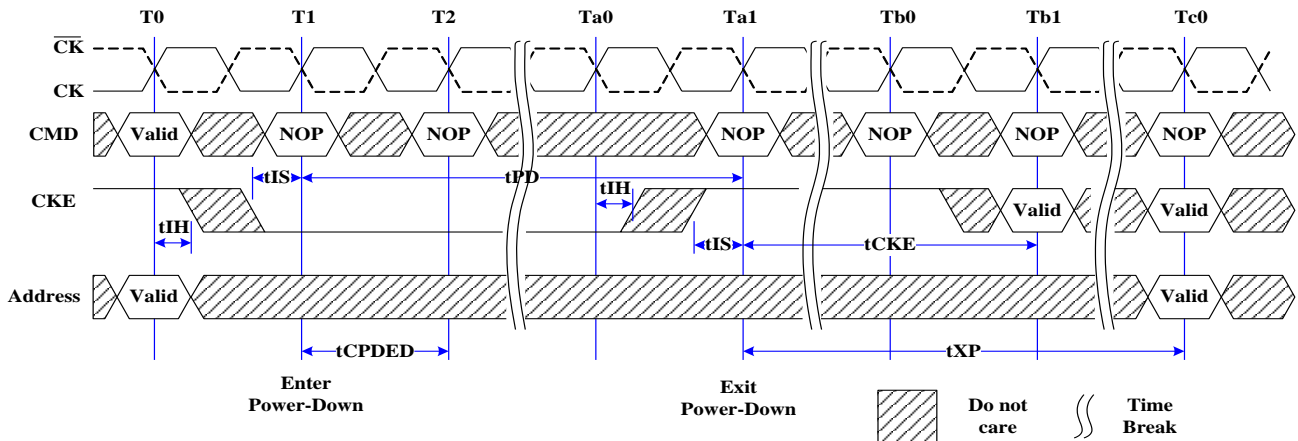 T0 T1 T2 Ta0 Ta1 Tb0 Tb1 Tc0
CK
CK
CMD Valid NOP NOP NOP NOP NOP NOP
tIS tPD tIH
CKE Valid Valid
tIH tIS tCKE
Address Valid Valid
tCPDED tXP
Enter
Power-Down
Exit
Power-Down
Do not
care
Time
Break